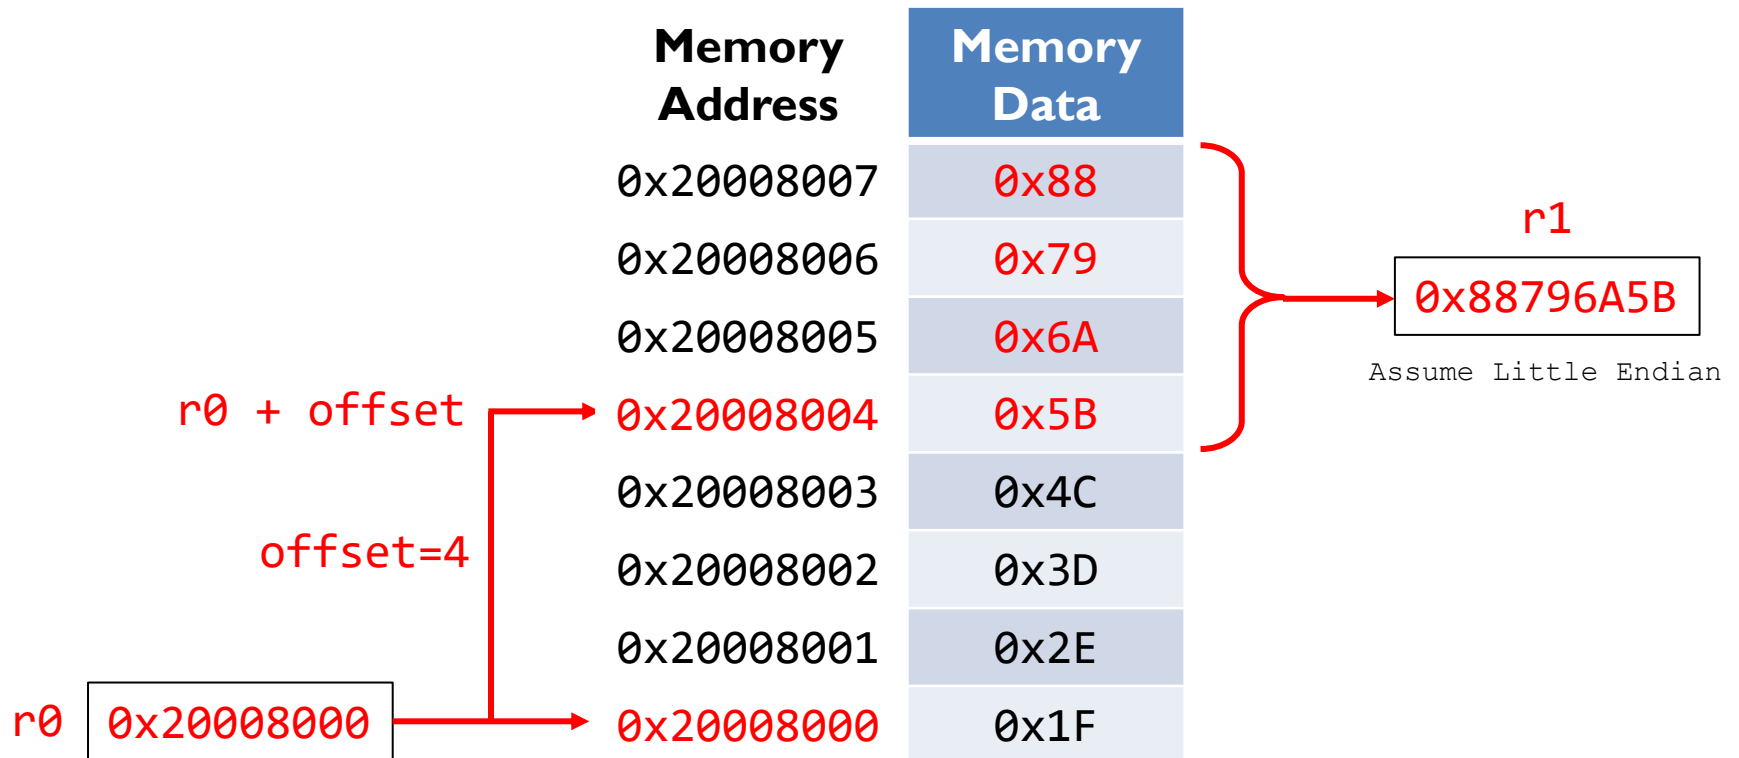 Memory Address
Memory Data
0x20008007 0x88
r1
0x20008006 0x79
0x88796A5B
0x20008005 0x6A
Assume Little Endian
r0 + offset 0x20008004 0x5B
0x20008003 0x4C
offset=4
0x20008002 0x3D
0x20008001 0x2E
r0 0x20008000 0x20008000 0x1F